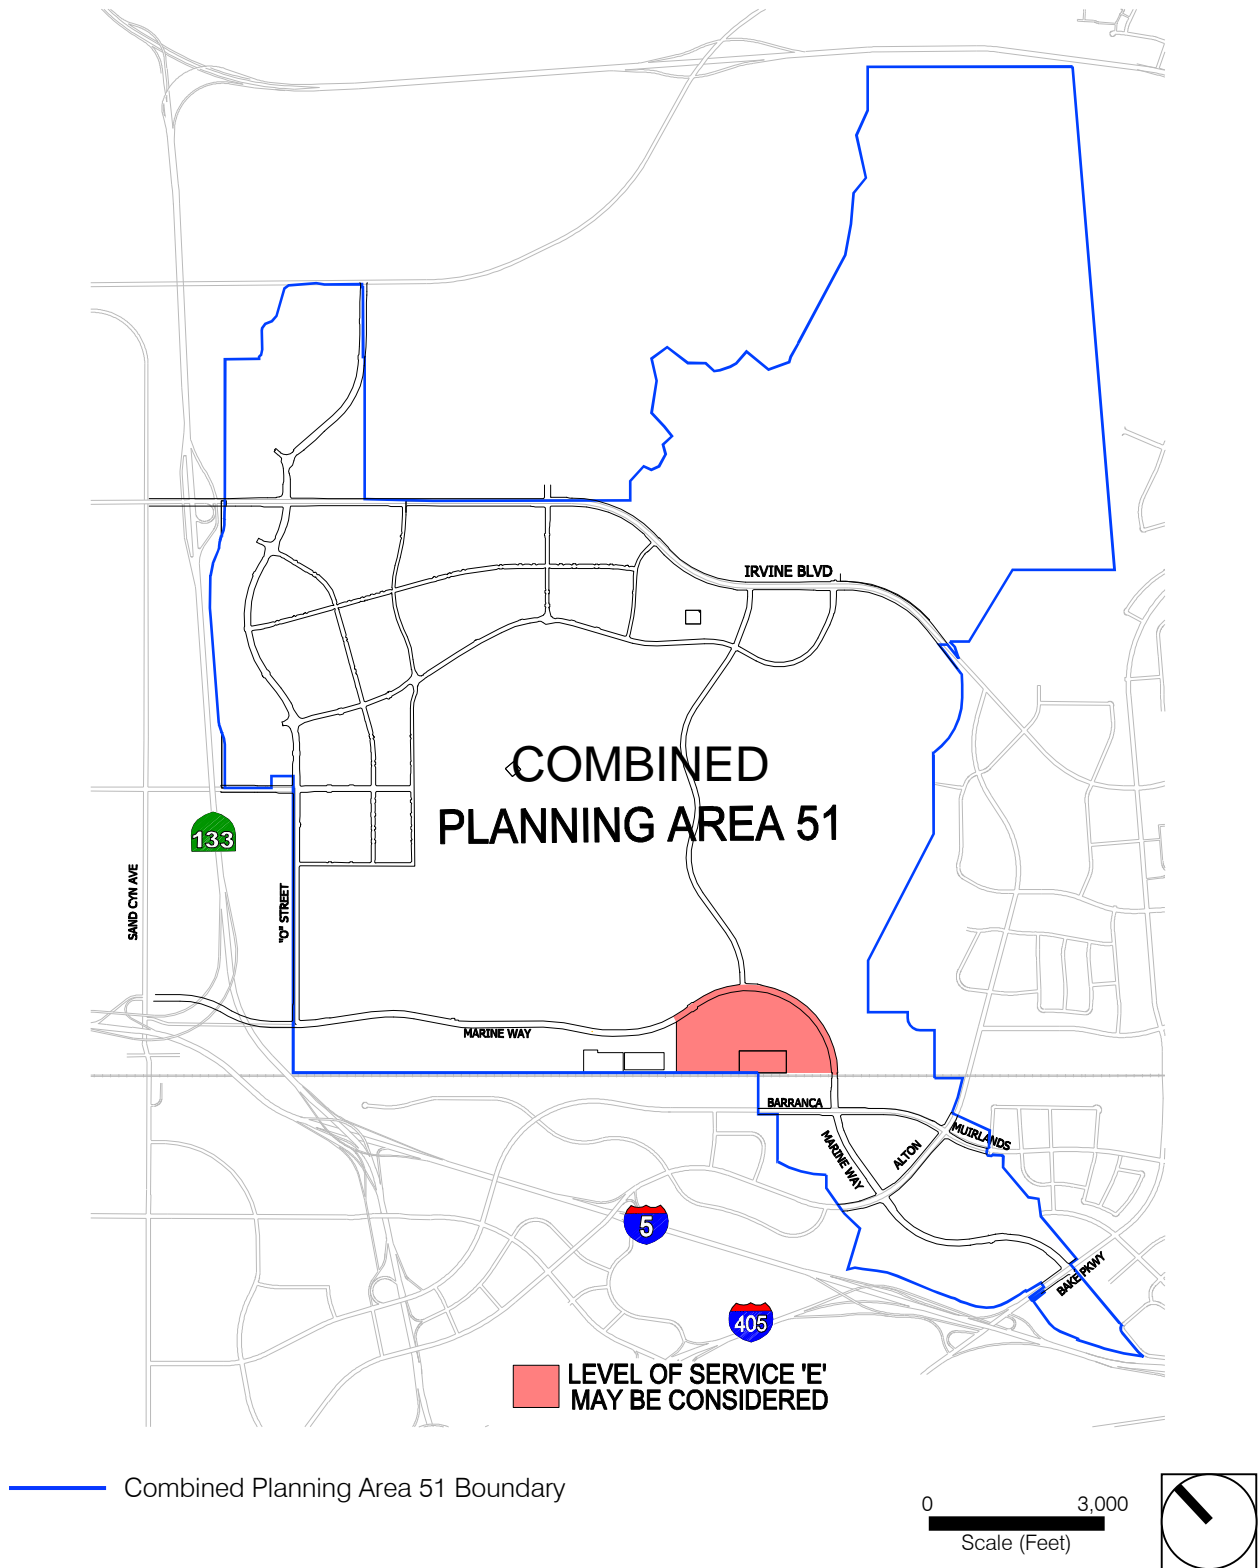 IRVINE BLVD
COMBINED
PLANNING AREA 51
133
SAND CYN AVE
"O" STREET
MARINE WAY
BARRANCA
MUIRLANDS
MARINE WAY
ALTON
5
BAKE PKWY
405
LEVEL OF SERVICE 'E'
MAY BE CONSIDERED
Combined Planning Area 51 Boundary
0 3,000
Scale (Feet)